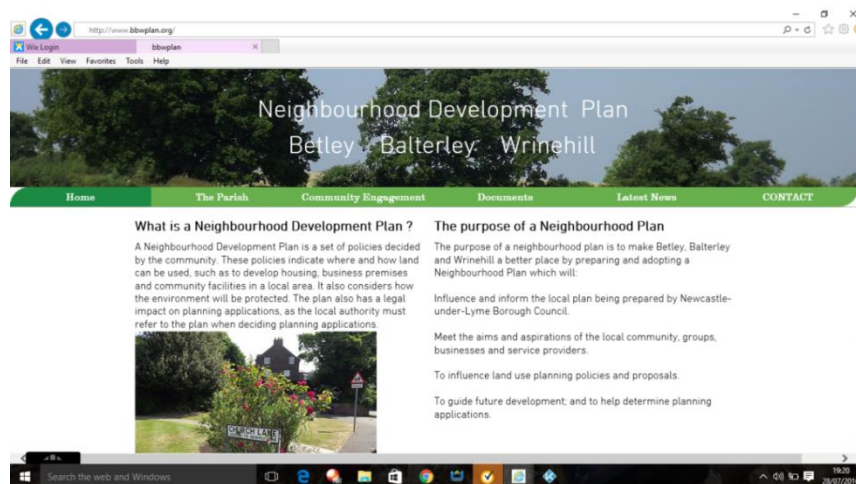 http://www.bbwplan.org/
Wix Login
bbwplan
File Edit View Favorites Tools Help
Neighbourhood Development Plan
Betley Balterley Wrinehill
Home The Parish Community Engagement Documents Latest News CONTACT
What is a Neighbourhood Development Plan ?
A Neighbourhood Development Plan is a set of policies decided
by the community. These policies indicate where and how land
can be used, such as to develop housing, business premises
and community facilities in a local area. It also considers how
the environment will be protected. The plan also has a legal
impact on planning applications, as the local authority must
refer to the plan when deciding planning applications.
CHURCH LANE
The purpose of a Neighbourhood Plan
The purpose of a neighbourhood plan is to make Betley, Balterley
and Wrinehill a better place by preparing and adopting a
Neighbourhood Plan which will:
Influence and inform the local plan being prepared by Newcastle-
under-Lyme Borough Council.
Meet the aims and aspirations of the local community, groups,
businesses and service providers.
To influence land use planning policies and proposals.
To guide future development; and to help determine planning
applications.
Search the web and Windows
19:20